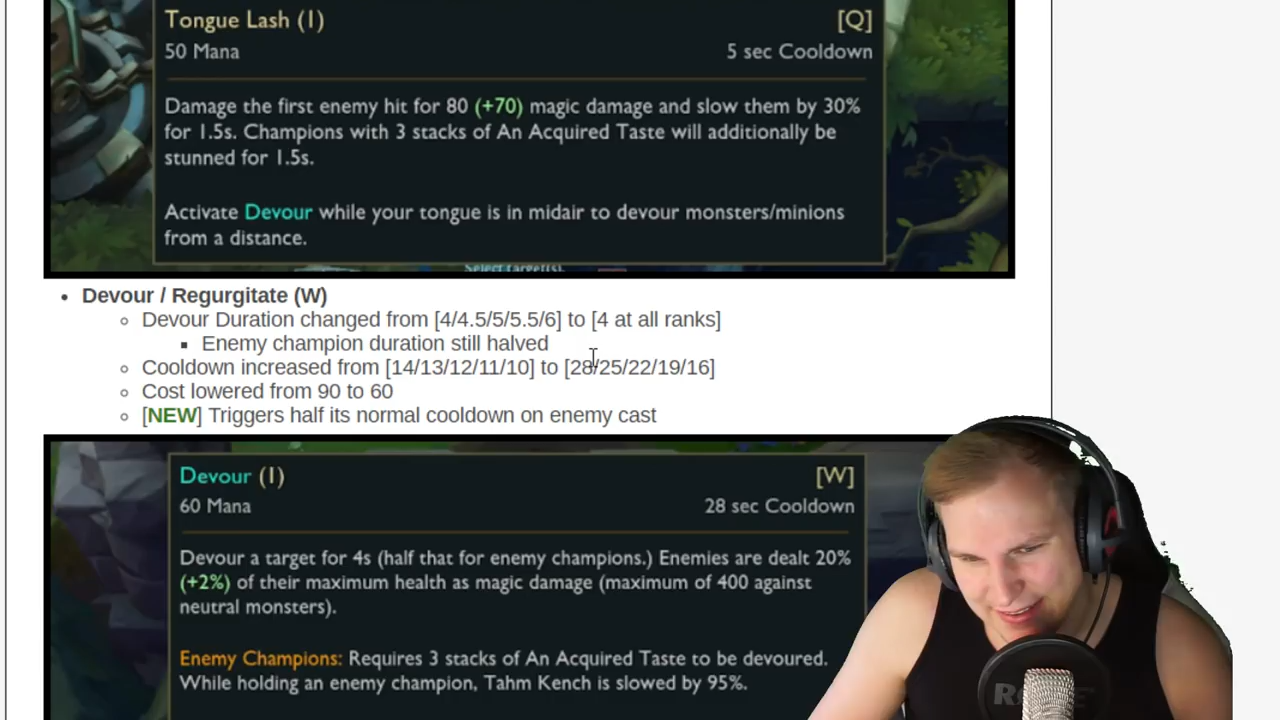 Tongue Lash (1) [Q]
50 Mana 5 sec Cooldown
Damage the first enemy hit for 80 (+70) magic damage and slow them by 30%
for 1.5s. Champions with 3 stacks of An Acquired Taste will additionally be
stunned for 1.5s.
Activate Devour while your tongue is in midair to devour monsters/minions
from a distance.
Select target(s).
• Devour / Regurgitate (W)
Devour Duration changed from [4/4.5/5/5.5/6] to [4 at all ranks]
Enemy champion duration still halved
Cooldown increased from [14/13/12/11/10] to [28/25/22/19/16]
Cost lowered from 90 to 60
[NEW] Triggers half its normal cooldown on enemy cast
Devour (1) [W]
60 Mana 28 sec Cooldown
Devour a target for 4s (half that for enemy champions.) Enemies are dealt 20%
(+2%) of their maximum health as magic damage (maximum of 400 against
neutral monsters).
Enemy Champions: Requires 3 stacks of An Acquired Taste to be devoured.
While holding an enemy champion, Tahm Kench is slowed by 95%.